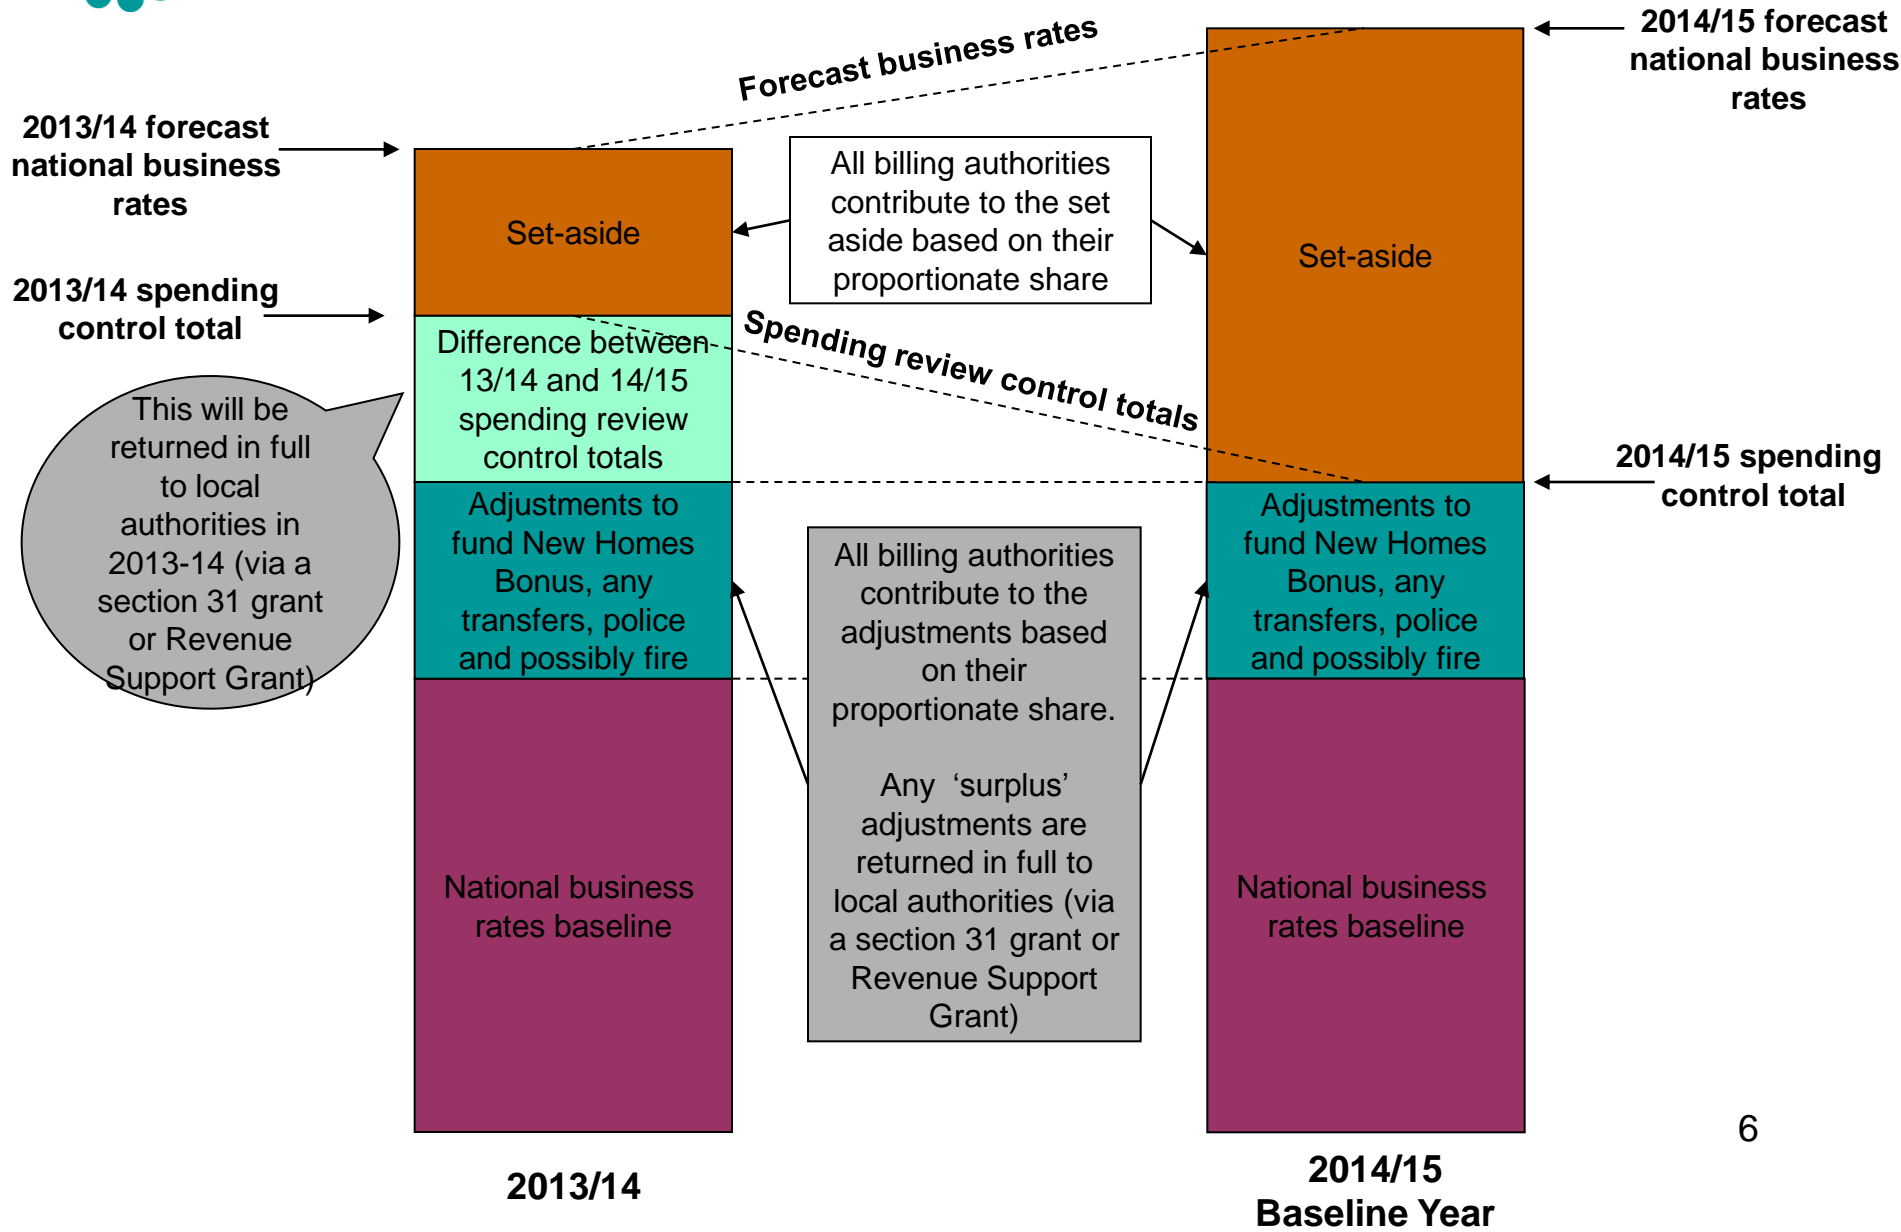 2014/15 forecast
national business
rates
Forecast business rates
2013/14 forecast
national business
rates
All billing authorities
contribute to the set
aside based on their
proportionate share
Set-aside
Set-aside
2013/14 spending
control total
Spending review control totals
Difference between
13/14 and 14/15
spending review
control totals
This will be
returned in full
to local
authorities in
2013-14 (via a
section 31 grant
or Revenue
Support Grant)
2014/15 spending
control total
Adjustments to
fund New Homes
Bonus, any
transfers, police
and possibly fire
All billing authorities
contribute to the
adjustments based
on their
proportionate share.
Any ‘surplus’
adjustments are
returned in full to
local authorities (via
a section 31 grant or
Revenue Support
Grant)
Adjustments to
fund New Homes
Bonus, any
transfers, police
and possibly fire
National business
rates baseline
National business
rates baseline
6
2013/14
2014/15
Baseline Year